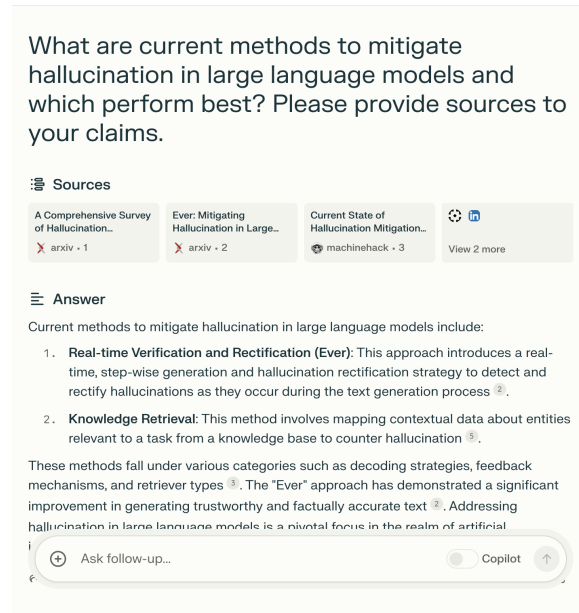 What are current methods to mitigate
hallucination in large language models and
which perform best? Please provide sources to
your claims.
Sources
A Comprehensive Survey
of Hallucination…
arxiv • 1
Ever: Mitigating
Hallucination in Large…
arxiv • 2
Current State of
Hallucination Mitigation…
machinehack • 3
View 2 more
Answer
Current methods to mitigate hallucination in large language models include:
1. Real-time Verification and Rectification (Ever): This approach introduces a real-
time, step-wise generation and hallucination rectification strategy to detect and
rectify hallucinations as they occur during the text generation process 2.
2. Knowledge Retrieval: This method involves mapping contextual data about entities
relevant to a task from a knowledge base to counter hallucination 5.
These methods fall under various categories such as decoding strategies, feedback
mechanisms, and retriever types 3. The "Ever" approach has demonstrated a significant
improvement in generating trustworthy and factually accurate text 2. Addressing
hallucination in large language models is a pivotal focus in the realm of artificial
Ask follow-up...
Copilot